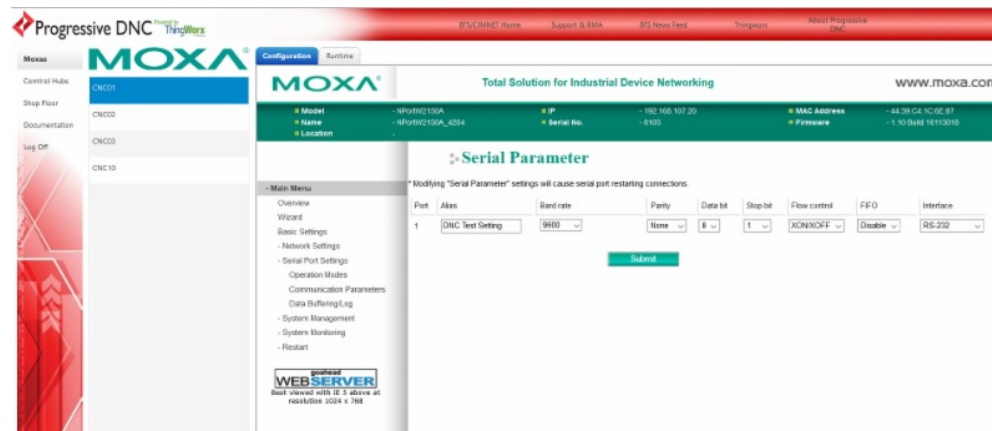 Progressive DNC Powered by ThingWorx
BTS/CIMNET Home Support & RMA BTS News Feed Thingworx About Progressive DNC
Moxas
Control Hubs
Shop Floor
Documentation
Log Off
MOXA®
CNC01
CNC02
CNC03
CNC10
Configuration Runtime
MOXA® Total Solution for Industrial Device Networking www.moxa.com
Model - NPortW2150A IP - 192.168.107.20 MAC Address
Name - NPortW2150A_4284 Serial No. - 8103 Firmware - 1.10 Build 16113018
Location -
Serial Parameter
* Modifying "Serial Parameter" settings will cause serial port restarting connections.
Port Alias Baud rate Parity Data bit Stop bit Flow control FIFO Interface
1 DNC Test Setting 9600 None 8 1 XON/XOFF Disable RS-232
Submit
- Main Menu
Overview
Wizard
Basic Settings
- Network Settings
- Serial Port Settings
Operation Modes
Communication Parameters
Data Buffering/Log
- System Management
- System Monitoring
- Restart
goahead
WEBSERVER
Best viewed with IE 5 above at
resolution 1024 x 768